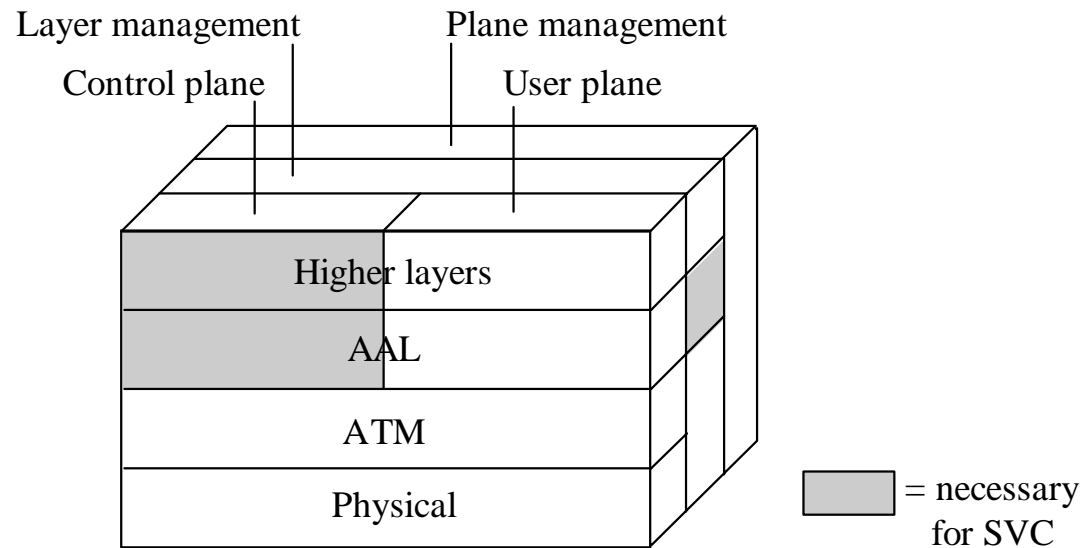 Layer management
Plane management
Control plane
User plane
Higher layers
AAL
ATM
Physical
= necessary
for SVC